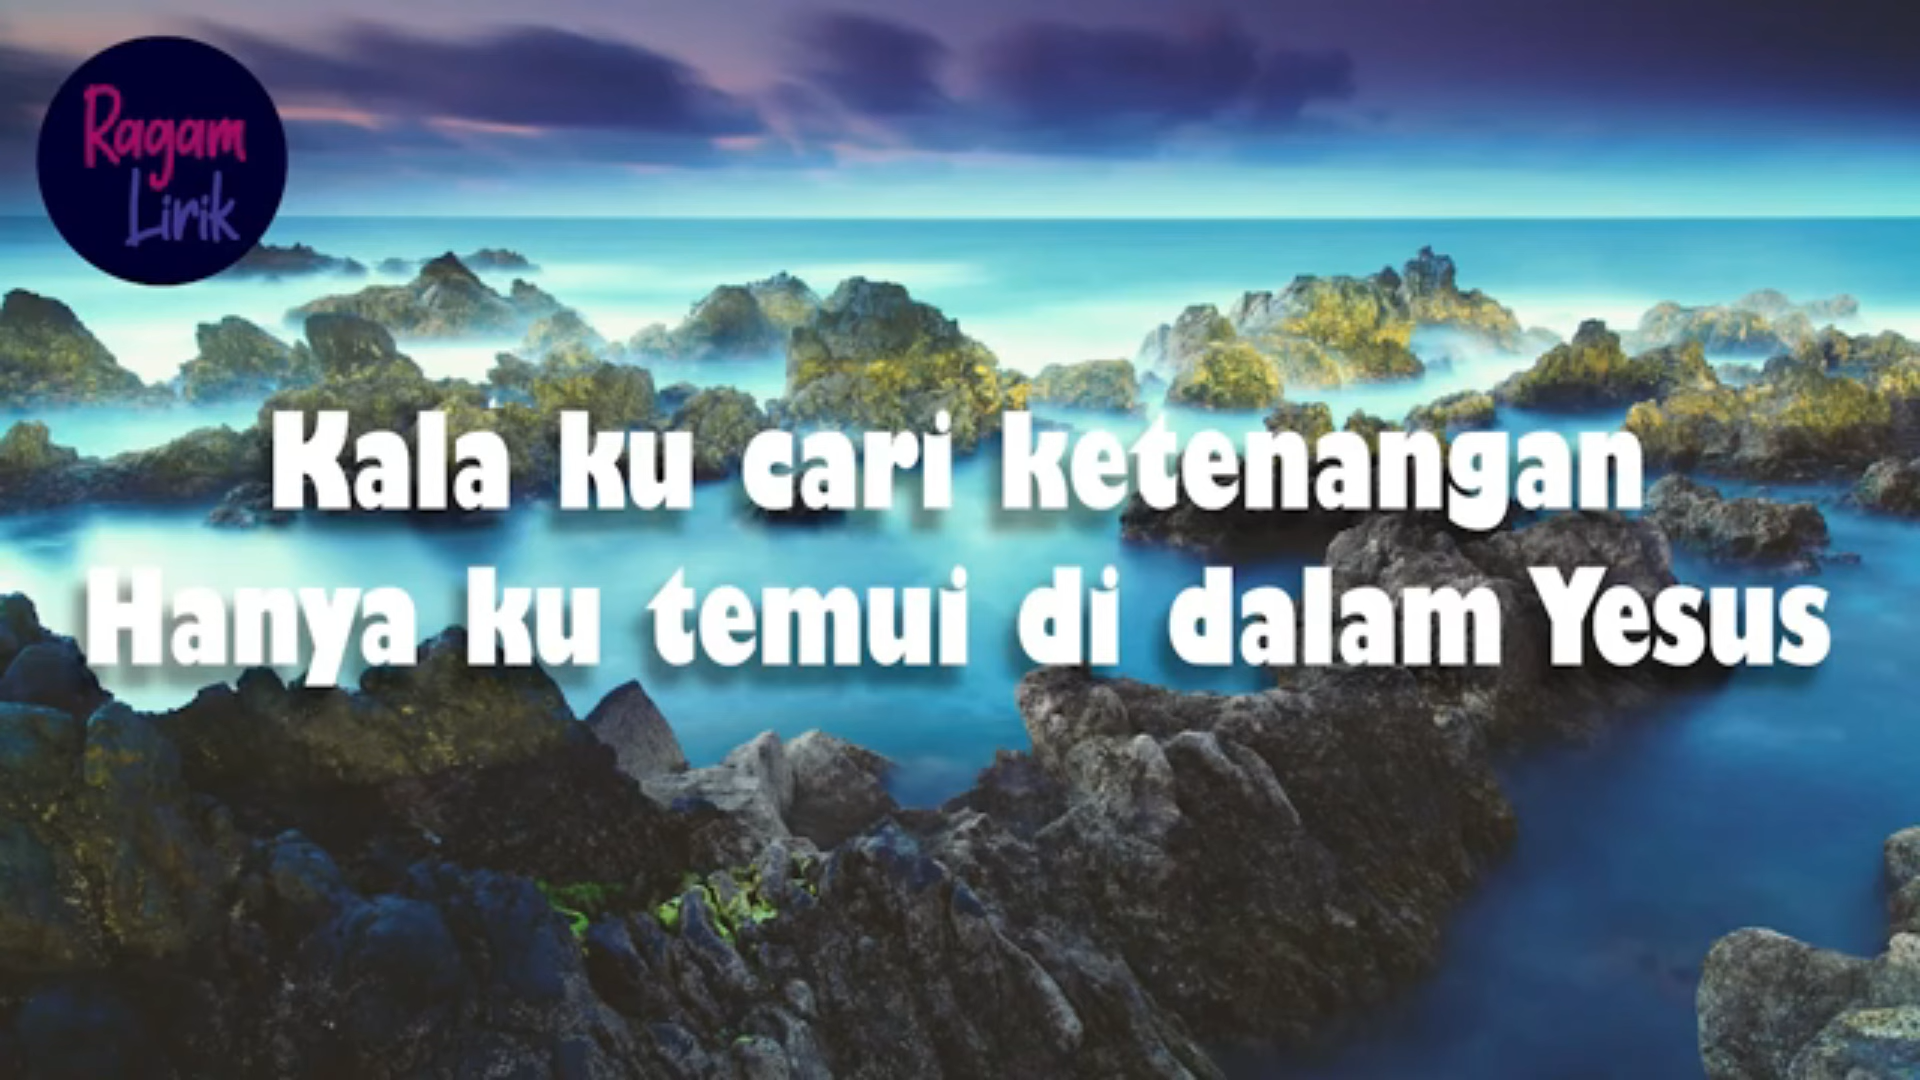 Ragam
Lirik
Kala ku cari ketenangan
Hanya ku temui di dalam Yesus